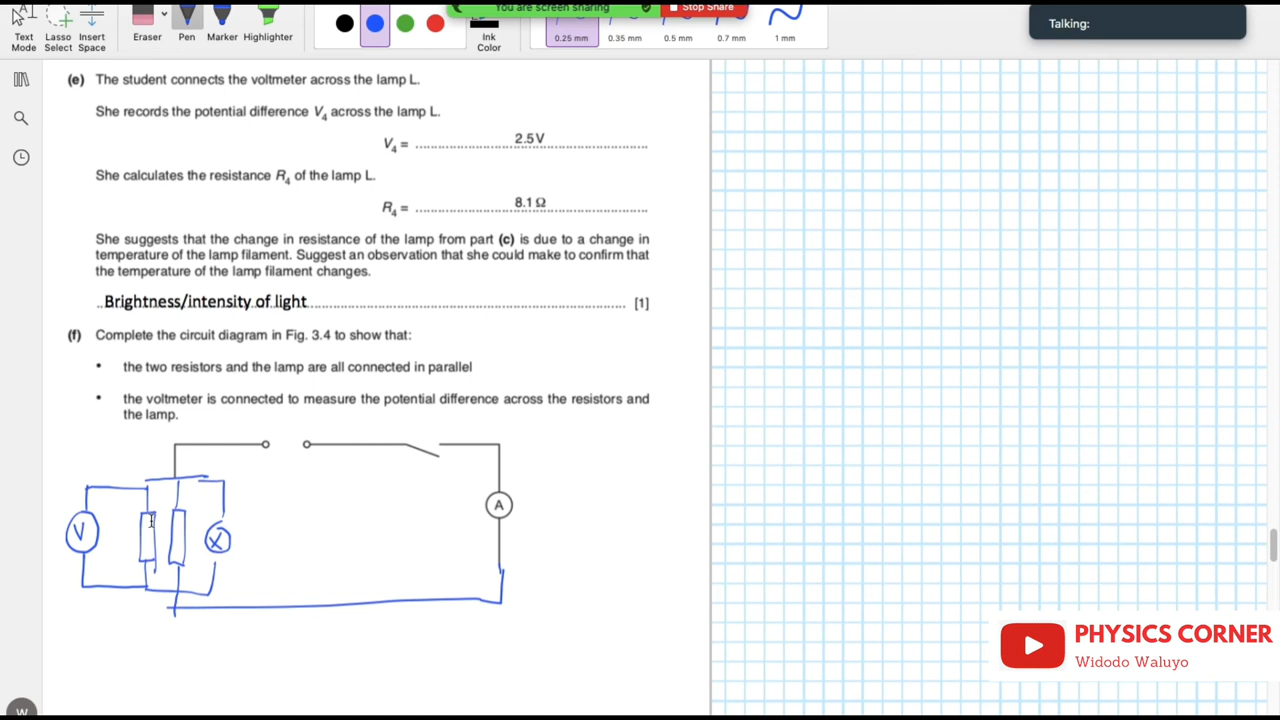 You are screen sharing
Stop Share
Talking:
Text Mode
Lasso Select
Insert Space
Eraser
Pen
Marker
Highlighter
Ink Color
0.25 mm
0.35 mm
0.5 mm
0.7 mm
1 mm
(e) The student connects the voltmeter across the lamp L.
She records the potential difference V4 across the lamp L.
V4 = 2.5 V
She calculates the resistance R4 of the lamp L.
R4 = 8.1 Ω
She suggests that the change in resistance of the lamp from part (c) is due to a change in
temperature of the lamp filament. Suggest an observation that she could make to confirm that
the temperature of the lamp filament changes.
Brightness/intensity of light [1]
(f) Complete the circuit diagram in Fig. 3.4 to show that:
• the two resistors and the lamp are all connected in parallel
• the voltmeter is connected to measure the potential difference across the resistors and
the lamp.
A
V
PHYSICS CORNER
Widodo Waluyo
W